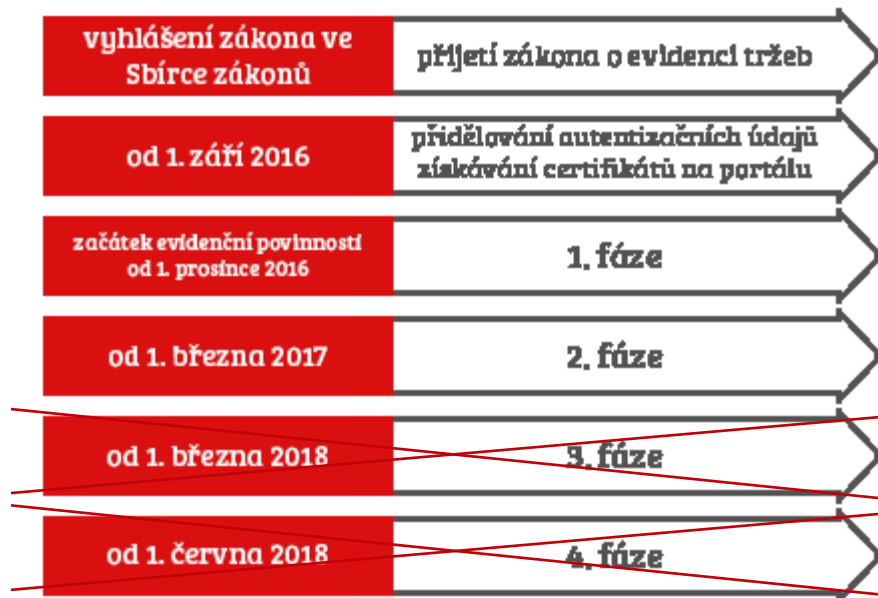 vyhlášení zákona ve
Sbírce zákonů
přijetí zákona o evidenci tržeb
od 1. září 2016
přidělování autentizačních údajů
získávání certifikátů na portálu
začátek evidenční povinnosti
od 1. prosince 2016
1. fáze
od 1. března 2017
2. fáze
od 1. března 2018
3. fáze
od 1. června 2018
4. fáze